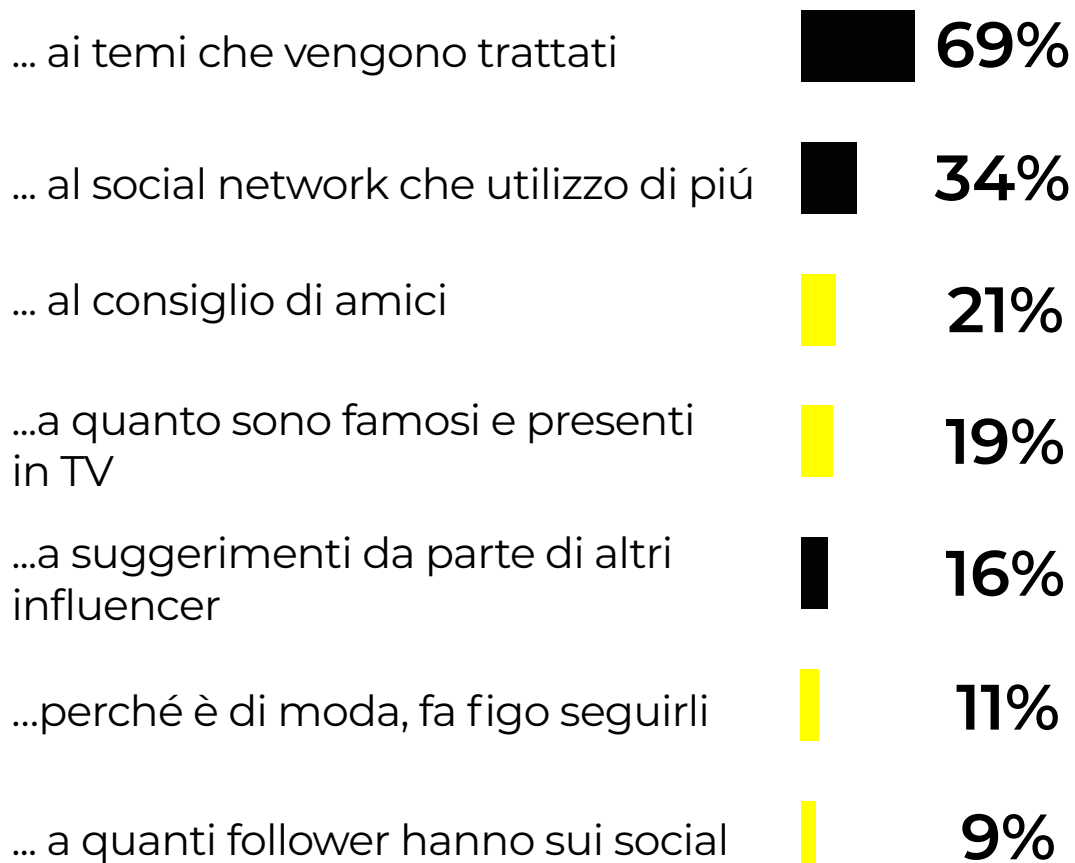 ... ai temi che vengono trattati 69%
... al social network che utilizzo di piú 34%
... al consiglio di amici 21%
...a quanto sono famosi e presenti
in TV 19%
...a suggerimenti da parte di altri
influencer 16%
...perché è di moda, fa figo seguirli 11%
... a quanti follower hanno sui social 9%